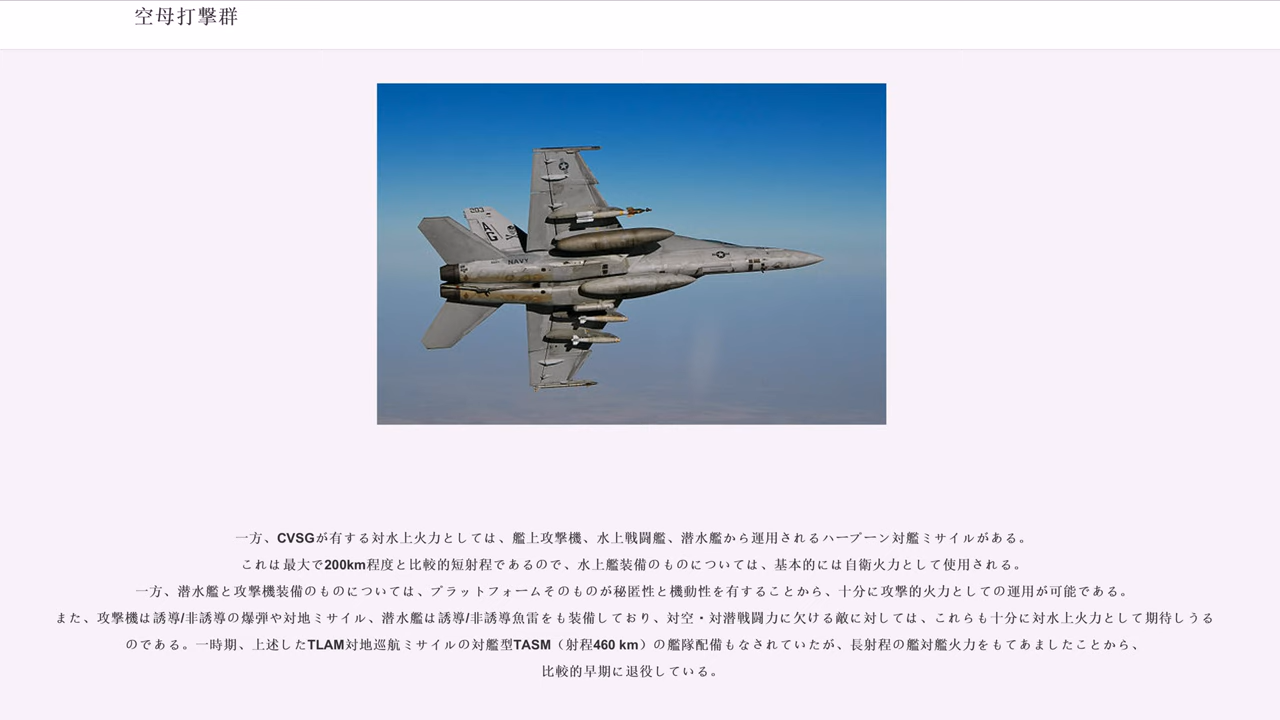 空母打撃群
AG
NAVY
一方、CVSGが有する対水上火力としては、艦上攻撃機、水上戦闘艦、潜水艦から運用されるハープーン対艦ミサイルがある。
これは最大で200km程度と比較的短射程であるので、水上艦装備のものについては、基本的には自衛火力として使用される。
一方、潜水艦と攻撃機装備のものについては、プラットフォームそのものが秘匿性と機動性を有することから、十分に攻撃的火力としての運用が可能である。
また、攻撃機は誘導/非誘導の爆弾や対地ミサイル、潜水艦は誘導/非誘導魚雷をも装備しており、対空・対潜戦闘力に欠ける敵に対しては、これらも十分に対水上火力として期待しうる
のである。一時期、上述したTLAM対地巡航ミサイルの対艦型TASM（射程460 km）の艦隊配備もなされていたが、長射程の艦対艦火力をもてあましたことから、
比較的早期に退役している。